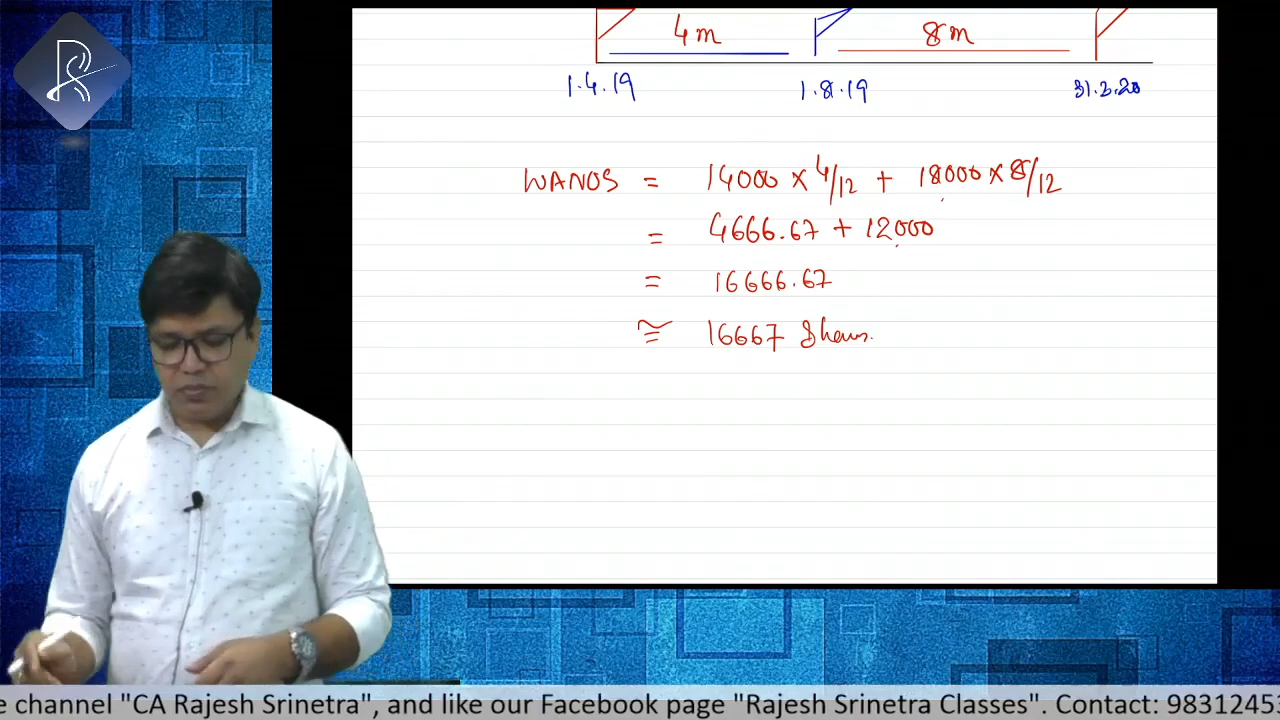 4m 8m
1.4.19 1.8.19 31.3.20
WANOS = 14000 × 4/12 + 18000 × 8/12
= 4666.67 + 12000
= 16666.67
≅ 16667 Shares.
e channel "CA Rajesh Srinetra", and like our Facebook page "Rajesh Srinetra Classes". Contact: 9831245